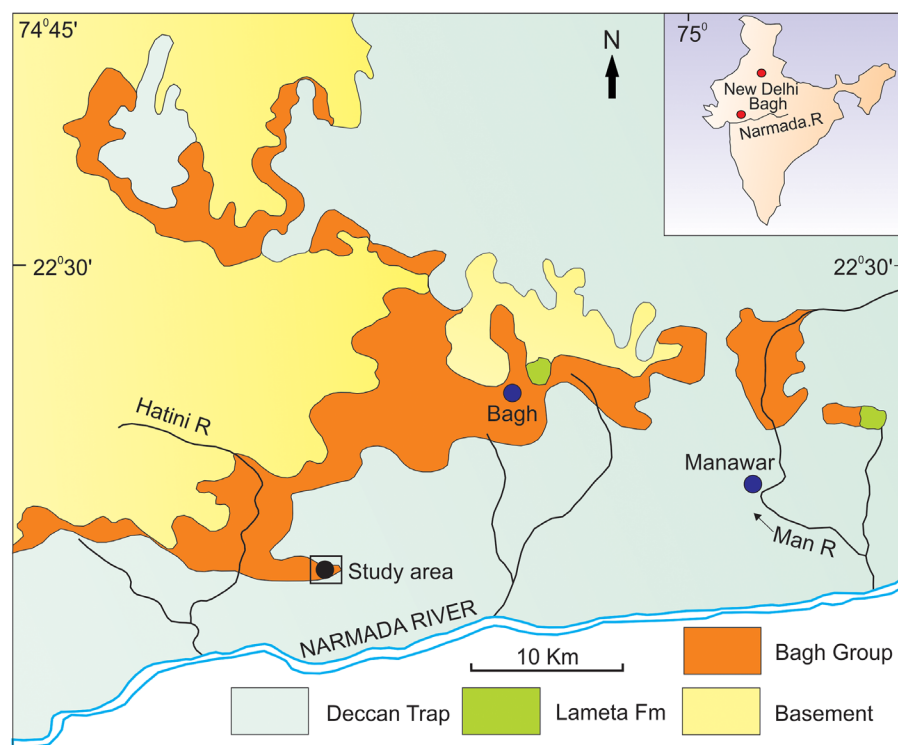 74⁰45'
75⁰
N
New Delhi
Bagh
Narmada.R
22⁰30'
22⁰30'
Hatini R
Bagh
Manawar
Man R
Study area
NARMADA RIVER
10 Km
Bagh Group
Deccan Trap
Lameta Fm
Basement